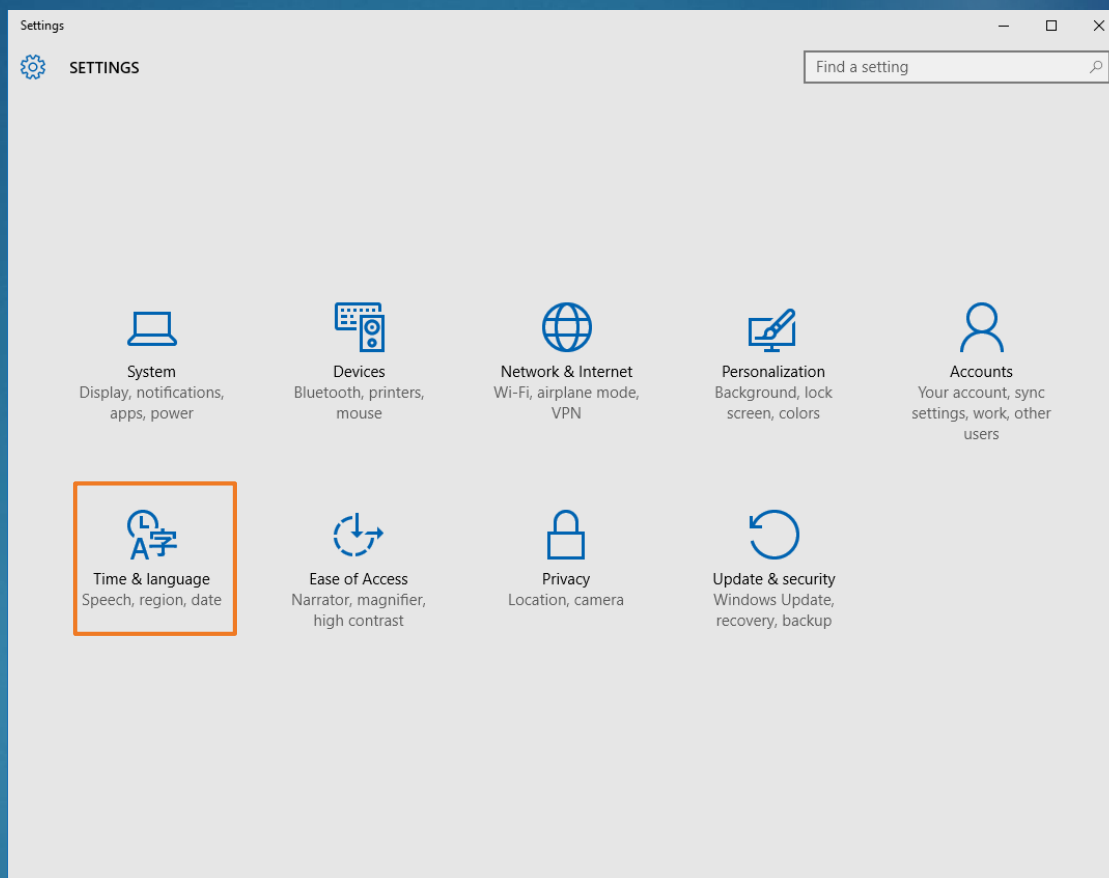 Settings
SETTINGS
Find a setting
System
Display, notifications,
apps, power
Devices
Bluetooth, printers,
mouse
Network & Internet
Wi-Fi, airplane mode,
VPN
Personalization
Background, lock
screen, colors
Accounts
Your account, sync
settings, work, other
users
Time & language
Speech, region, date
Ease of Access
Narrator, magnifier,
high contrast
Privacy
Location, camera
Update & security
Windows Update,
recovery, backup